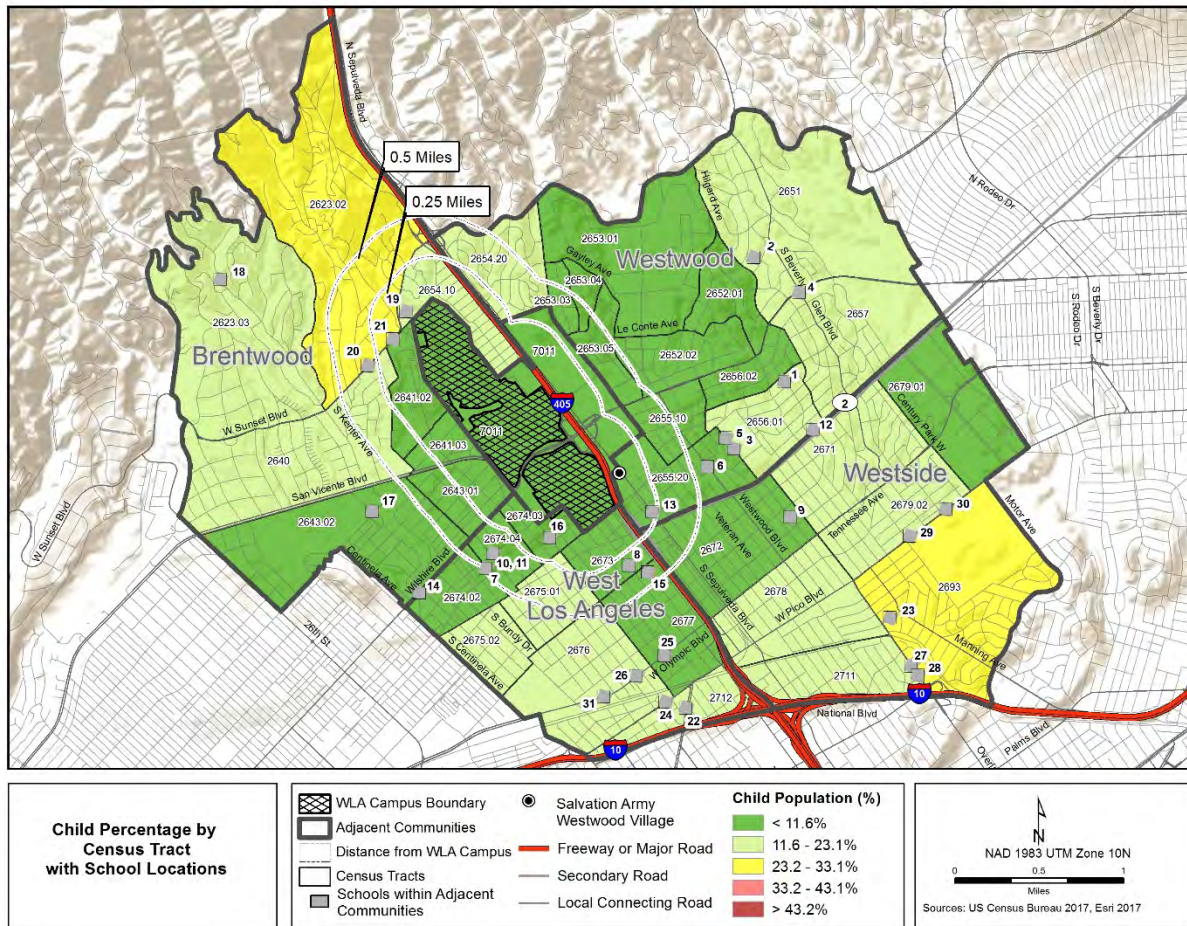 N Sepulveda Blvd
0.5 Miles
0.25 Miles
2623.02
N Rodeo Dr
Hilgard Ave
2651
2653.01
Gayley Ave
Westwood
2654.20
2
18
2653.04
2653.03
2652.01
S Beverly Glen Blvd
4
S Rodeo Dr
S Beverly Dr
2654.10
19
2623.03
21
Le Conte Ave
2657
7011
2653.05
2652.02
Brentwood
20
2656.02
1
2679.01
2641.02
405
2
Century Park W
W Sunset Blvd
S Kenter Ave
7011
2655.10
2656.01
12
2641.03
5
3
2671
2640
6
Westside
San Vicente Blvd
2643.01
2655.20
2679.02
30
Motor Ave
17
2674.03
13
Westwood Blvd
9
Tennessee Ave
W Sunset Blvd
2643.02
16
Veteran Ave
29
2674.04
10, 11
2673
8
2672
Centinela Ave
Wilshire Blvd
7
West
Los Angeles
15
S Sepulveda Blvd
2678
2693
14
2674.02
2675.01
W Pico Blvd
23
26th St
S Bundy Dr
2675.02
25
W Olympic Blvd
Manning Ave
S Centinela Ave
2676
27
28
26
2711
31
24
22
2712
10
National Blvd
10
Palms Blvd
Child Percentage by
Census Tract
with School Locations
WLA Campus Boundary
Adjacent Communities
Distance from WLA Campus
Census Tracts
Schools within Adjacent
Communities
Salvation Army
Westwood Village
Freeway or Major Road
Secondary Road
Local Connecting Road
Child Population (%)
< 11.6%
11.6 - 23.1%
23.2 - 33.1%
33.2 - 43.1%
> 43.2%
N
NAD 1983 UTM Zone 10N
0 0.5 1
Miles
Sources: US Census Bureau 2017, Esri 2017